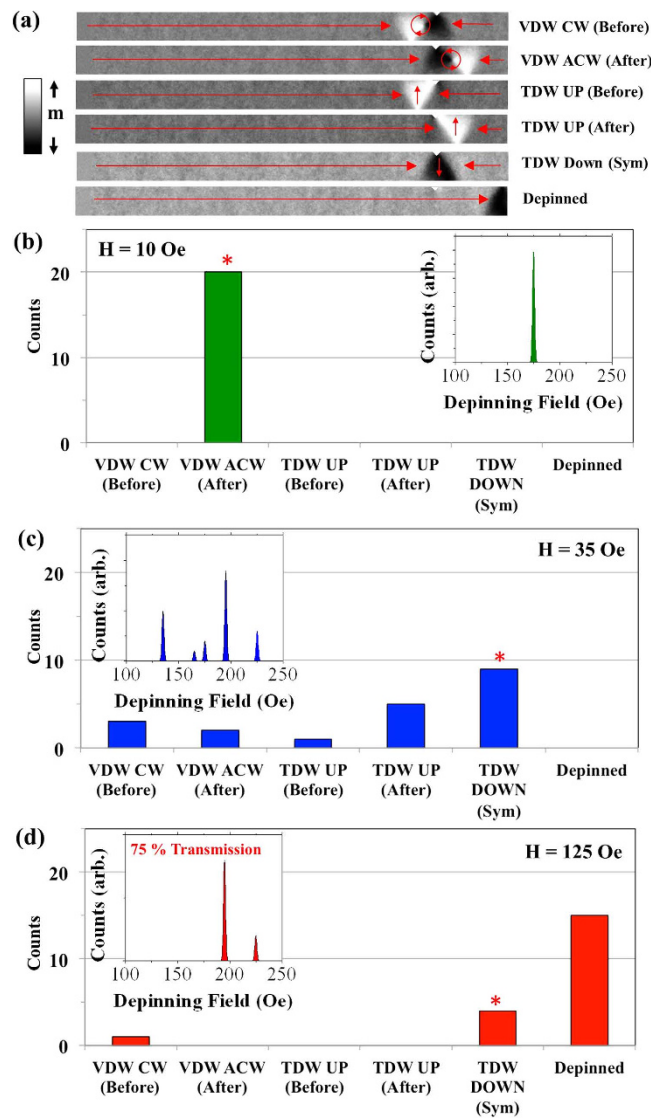 (a)
VDW CW (Before)
VDW ACW (After)
m
TDW UP (Before)
TDW UP (After)
TDW Down (Sym)
Depinned
(b)
H = 10 Oe
*
20
10
0
Counts
Counts (arb.)
100 150 200 250
Depinning Field (Oe)
VDW CW VDW ACW TDW UP TDW UP TDW Depinned
(Before) (After) (Before) (After) DOWN
(Sym)
(c)
H = 35 Oe
20
10
0
Counts
Counts (arb.)
100 150 200 250
Depinning Field (Oe)
*
VDW CW VDW ACW TDW UP TDW UP TDW Depinned
(Before) (After) (Before) (After) DOWN
(Sym)
(d)
75 % Transmission
H = 125 Oe
20
10
0
Counts
Counts (arb.)
100 150 200 250
Depinning Field (Oe)
*
VDW CW VDW ACW TDW UP TDW UP TDW Depinned
(Before) (After) (Before) (After) DOWN
(Sym)